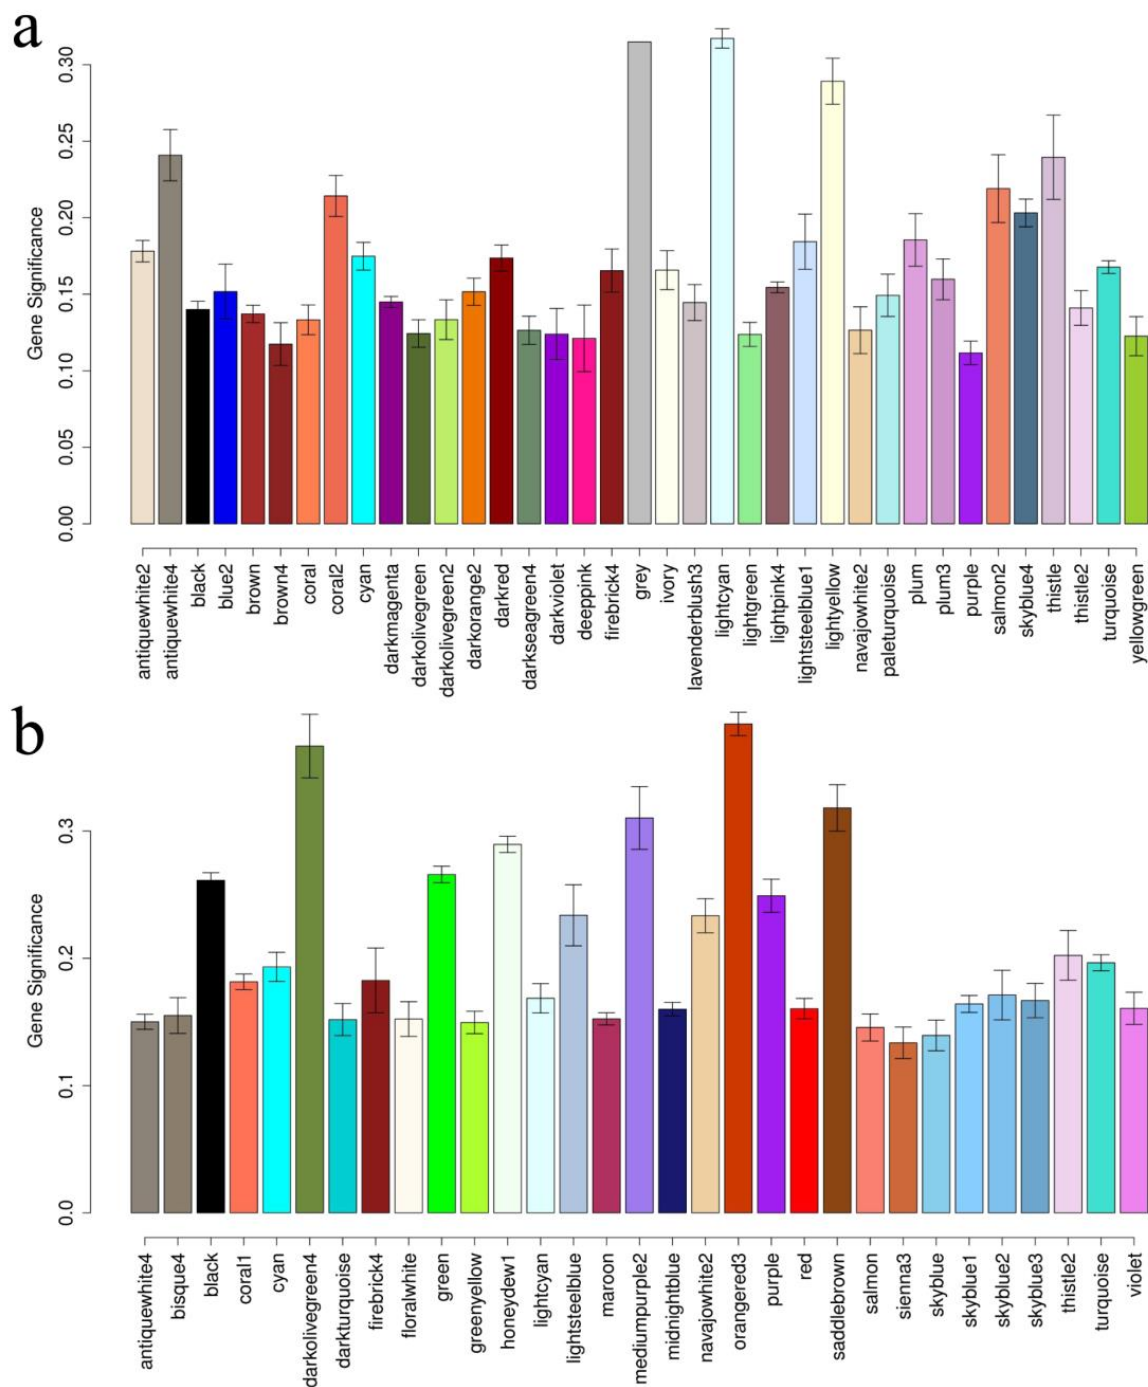 a
Gene Significance
0.30
0.25
0.20
0.15
0.10
0.05
0.00
antiquewhite2
antiquewhite4
black
blue2
brown
brown4
coral
coral2
cyan
darkmagenta
darkolivegreen
darkolivegreen2
darkorange2
darkred
darkseagreen4
darkviolet
deeppink
firebrick4
grey
ivory
lavenderblush3
lightcyan
lightgreen
lightpink4
lightsteelblue1
lightyellow
navajowhite2
paleturquoise
plum
plum3
purple
salmon2
skyblue4
thistle
thistle2
turquoise
yellowgreen
b
Gene Significance
0.3
0.2
0.1
0.0
antiquewhite4
bisque4
black
coral1
cyan
darkolivegreen4
darkturquoise
firebrick4
floralwhite
green
greenyellow
honeydew1
lightcyan
lightsteelblue
maroon
mediumpurple2
midnightblue
navajowhite2
orangered3
purple
red
saddlebrown
salmon
sienna3
skyblue
skyblue1
skyblue2
skyblue3
thistle2
turquoise
violet